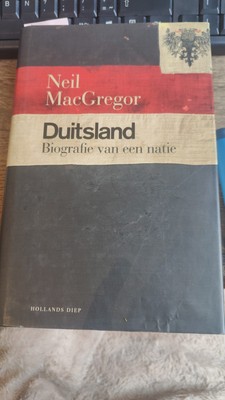 Neil
MacGregor
Duitsland
Biografie van een natie
HOLLANDS DIEP